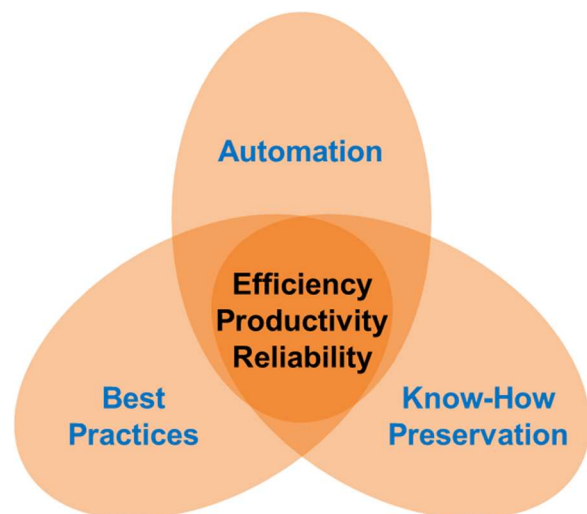 Automation
Efficiency
Productivity
Reliability
Best
Practices
Know-How
Preservation